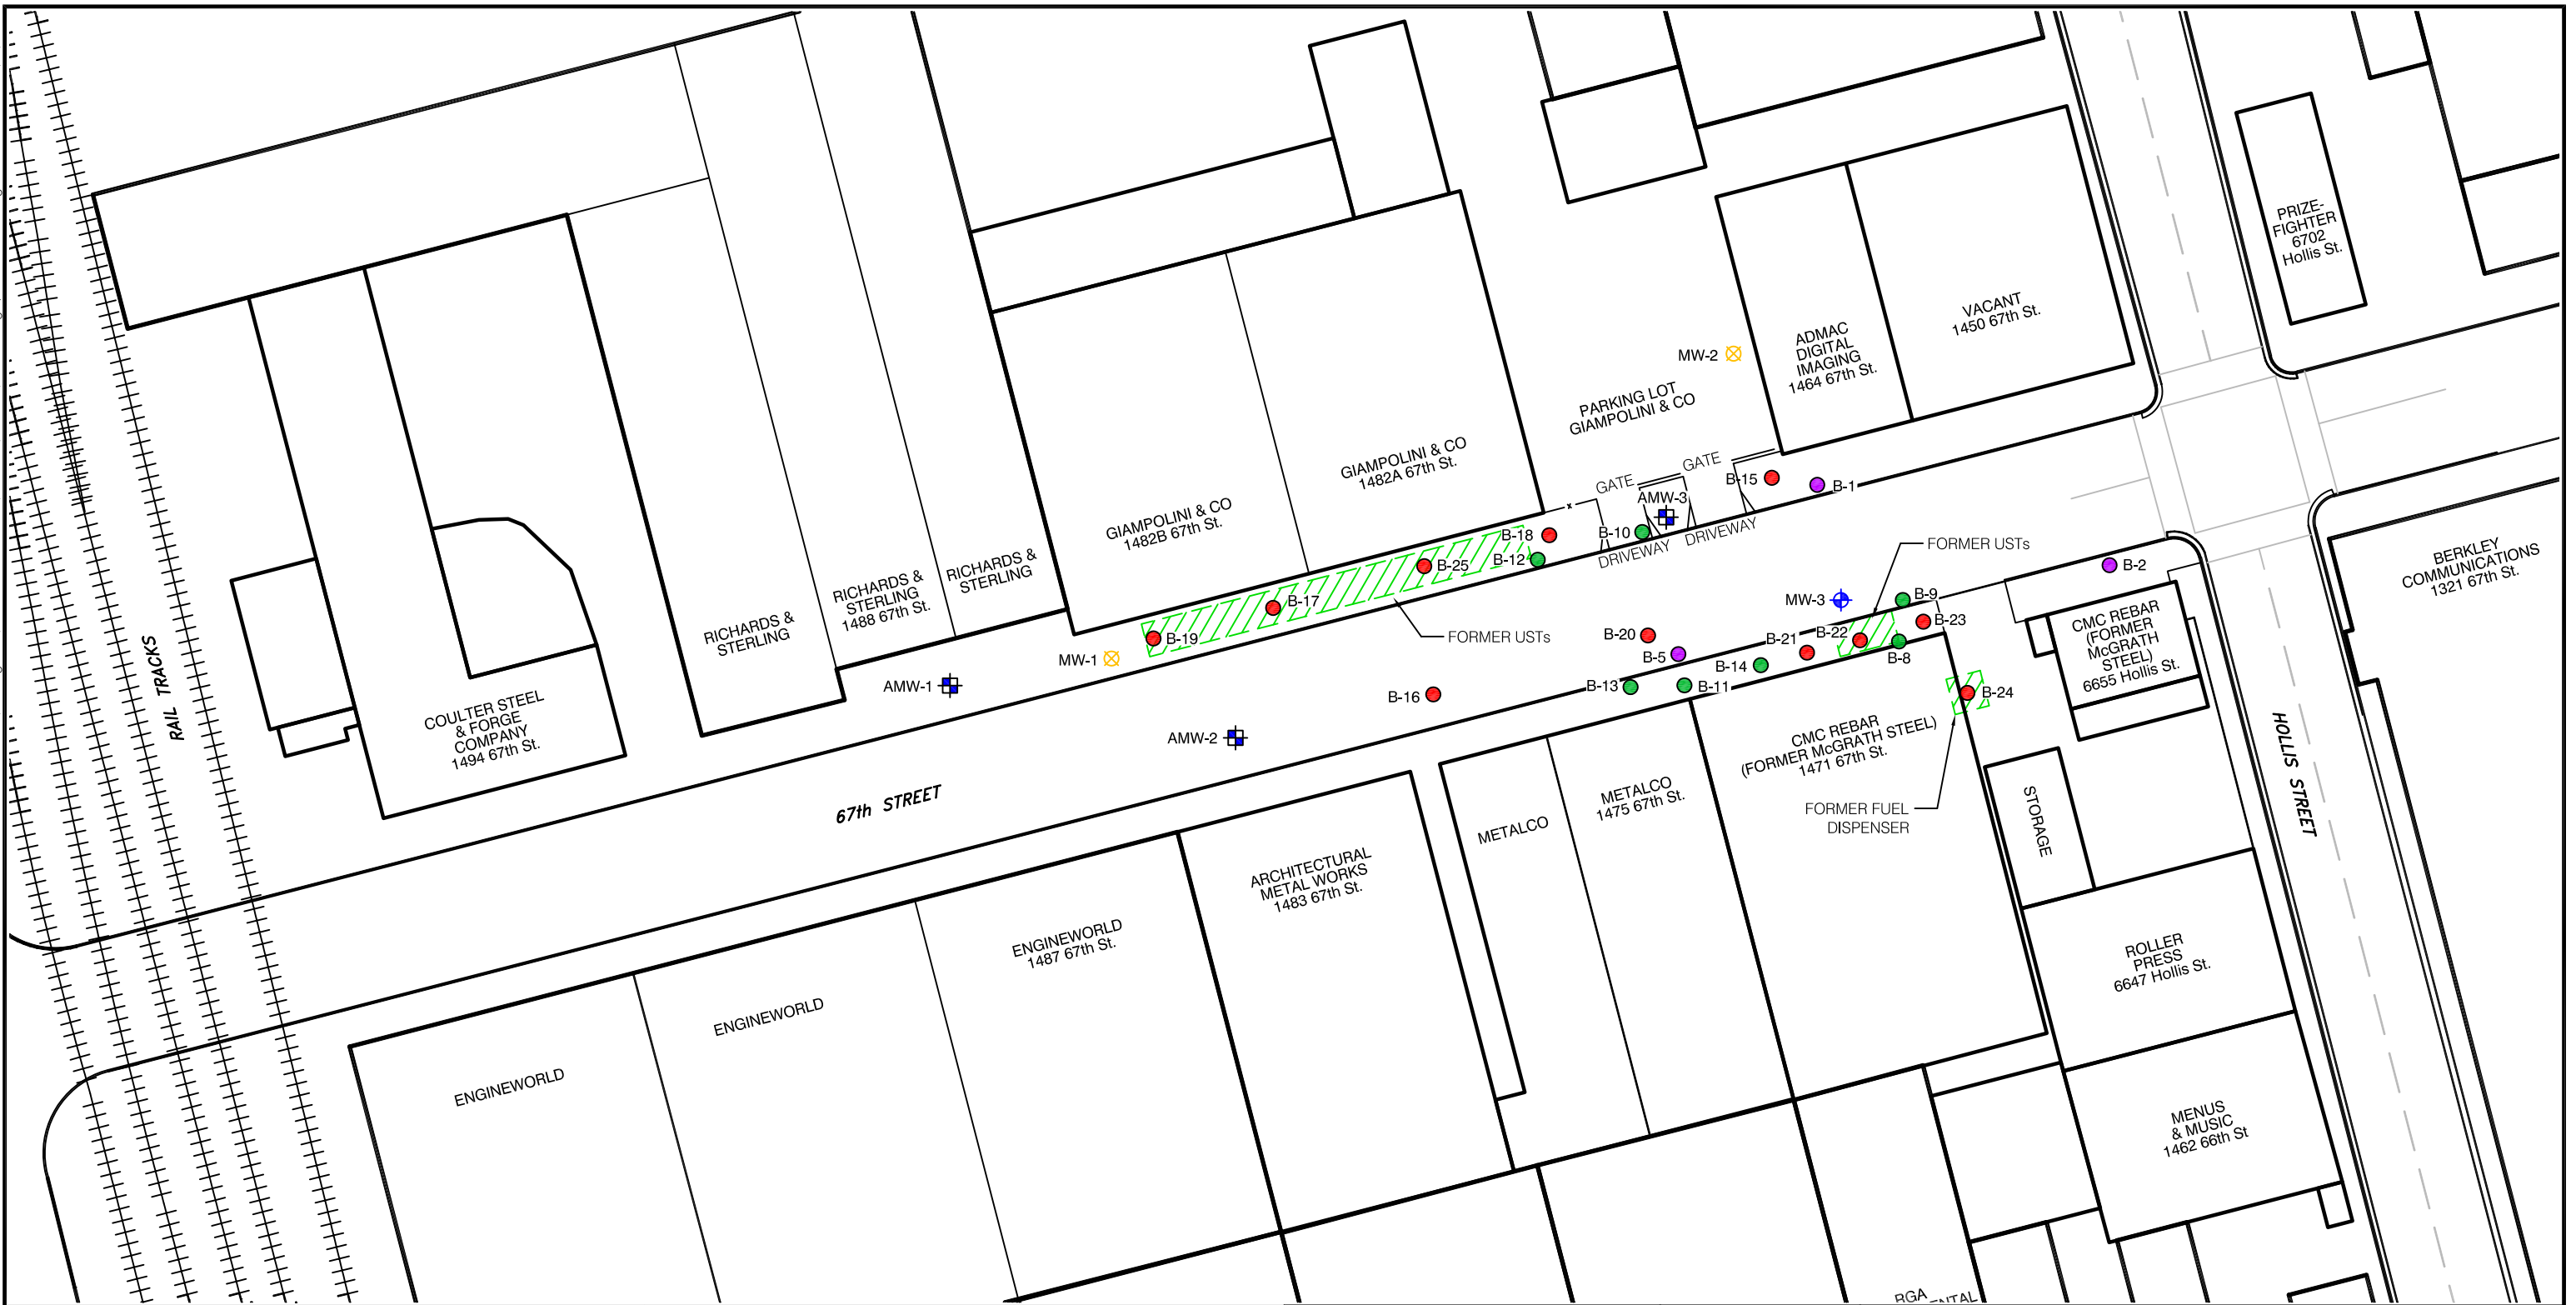 PRIZE-
FIGHTER
6702
Hollis St.
VACANT
1450 67th St.
ADMAC
DIGITAL
IMAGING
1464 67th St.
MW-2
PARKING LOT
GIAMPOLINI & CO
GIAMPOLINI & CO
1482A 67th St.
GIAMPOLINI & CO
1482B 67th St.
GATE
GATE
AMW-3
B-15
B-1
B-18
B-10
B-12
DRIVEWAY
DRIVEWAY
FORMER USTs
BERKLEY
COMMUNICATIONS
1321 67th St.
B-2
B-25
B-17
B-19
MW-3
B-9
B-23
B-22
B-21
B-20
B-5
B-14
B-8
B-13
B-11
FORMER USTs
RICHARDS &
STERLING
RICHARDS &
STERLING
1488 67th St.
RICHARDS &
STERLING
MW-1
AMW-1
B-16
AMW-2
B-24
CMC REBAR
(FORMER
McGRATH
STEEL)
6655 Hollis St.
RAIL TRACKS
COULTER STEEL
& FORGE
COMPANY
1494 67th St.
67th STREET
CMC REBAR
(FORMER McGRATH STEEL)
1471 67th St.
METALCO
1475 67th St.
METALCO
FORMER FUEL
DISPENSER
STORAGE
HOLLIS STREET
ARCHITECTURAL
METAL WORKS
1483 67th St.
ENGINEWORLD
1487 67th St.
ENGINEWORLD
ENGINEWORLD
ROLLER
PRESS
6647 Hollis St.
MENUS
& MUSIC
1462 66th St
RGA